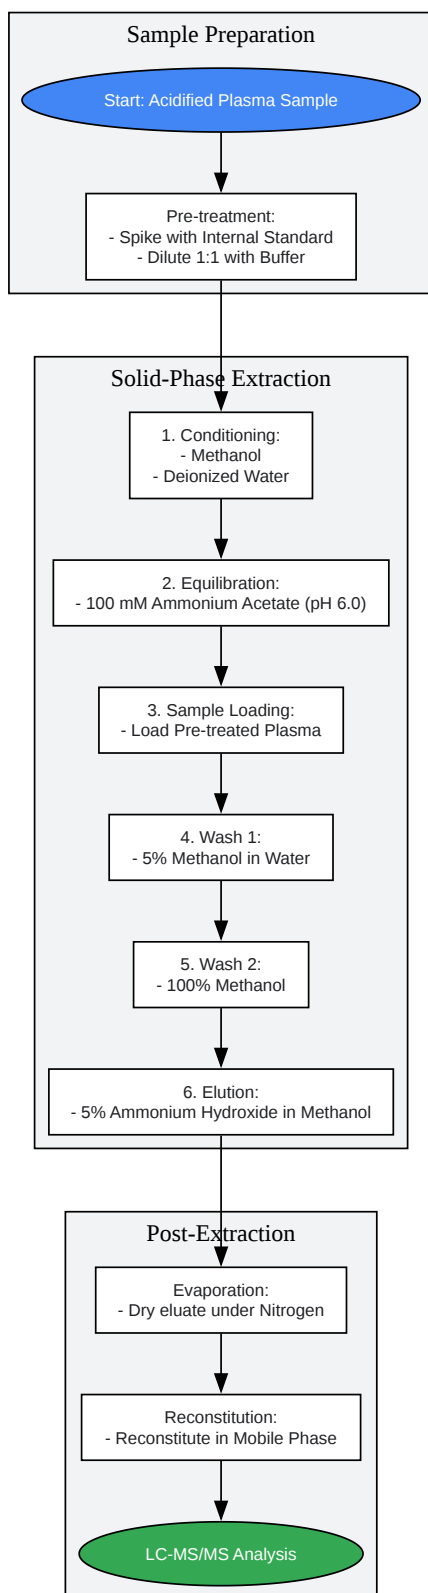 Sample Preparation
Start: Acidified Plasma Sample
Pre-treatment:
- Spike with Internal Standard
- Dilute 1:1 with Buffer
Solid-Phase Extraction
1. Conditioning:
- Methanol
- Deionized Water
2. Equilibration:
- 100 mM Ammonium Acetate (pH 6.0)
3. Sample Loading:
- Load Pre-treated Plasma
4. Wash 1:
- 5% Methanol in Water
5. Wash 2:
- 100% Methanol
6. Elution:
- 5% Ammonium Hydroxide in Methanol
Post-Extraction
Evaporation:
- Dry eluate under Nitrogen
Reconstitution:
- Reconstitute in Mobile Phase
LC-MS/MS Analysis